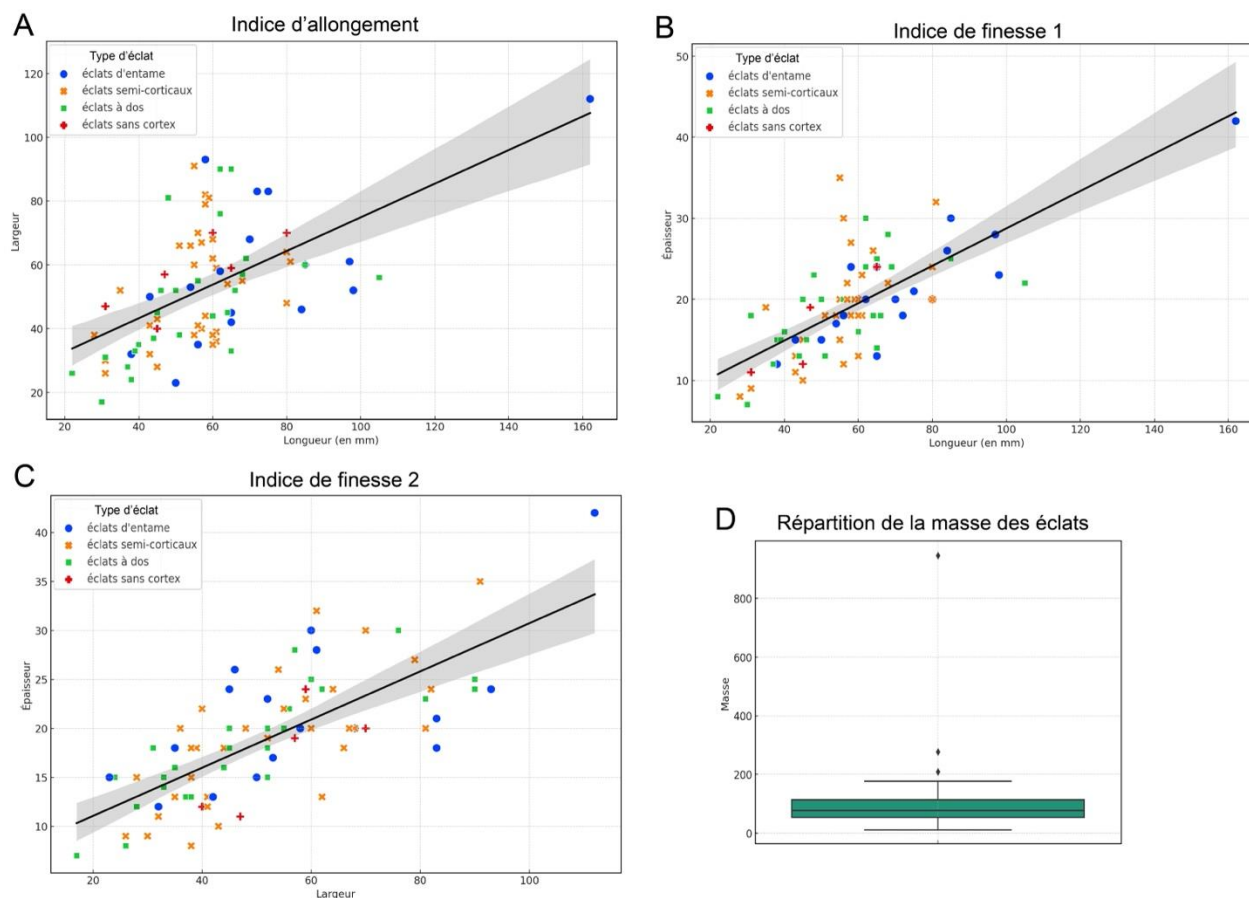 A
Indice d'allongement
Type d'éclat
éclats d'entame
éclats semi-corticaux
éclats à dos
éclats sans cortex
Largeur
120
100
80
60
40
20
20 40 60 80 100 120 140 160
Longueur (en mm)
B
Indice de finesse 1
Type d'éclat
éclats d'entame
éclats semi-corticaux
éclats à dos
éclats sans cortex
Épaisseur
50
40
30
20
10
20 40 60 80 100 120 140 160
Longueur (en mm)
C
Indice de finesse 2
Type d'éclat
éclats d'entame
éclats semi-corticaux
éclats à dos
éclats sans cortex
Épaisseur
40
35
30
25
20
15
10
20 40 60 80 100
Largeur
D
Répartition de la masse des éclats
Masse
800
600
400
200
0